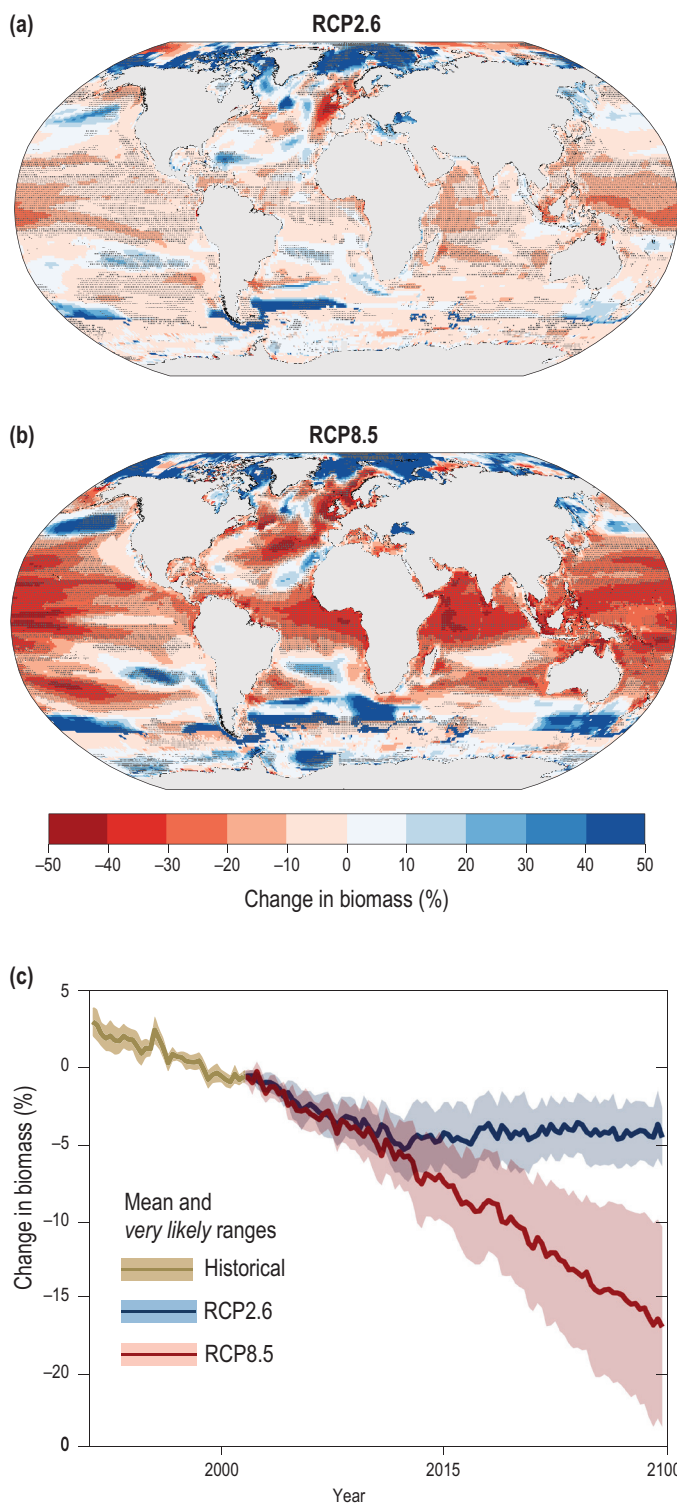 (a)
RCP2.6
(b)
RCP8.5
–50 –40 –30 –20 –10 0 10 20 30 40 50
Change in biomass (%)
(c)
5
0
–5
–10
–15
–20
0
Change in biomass (%)
Mean and
very likely ranges
Historical
RCP2.6
RCP8.5
2000 2015 2100
Year